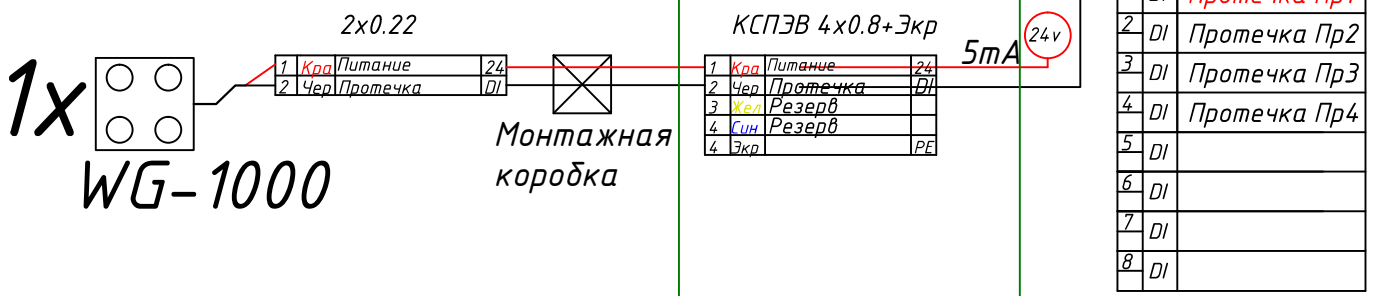 1x
WG-1000
2x0.22
1 Кра Питание 24
2 Чер Протечка DI
Монтажная
коробка
КСПЭВ 4x0.8+Экр
1 Кра Питание 24
2 Чер Протечка DI
3 Жел Резерв
4 Син Резерв
4 Экр PE
5mA
24v
DI Протечка Пр1
2 DI Протечка Пр2
3 DI Протечка Пр3
4 DI Протечка Пр4
5 DI
6 DI
7 DI
8 DI